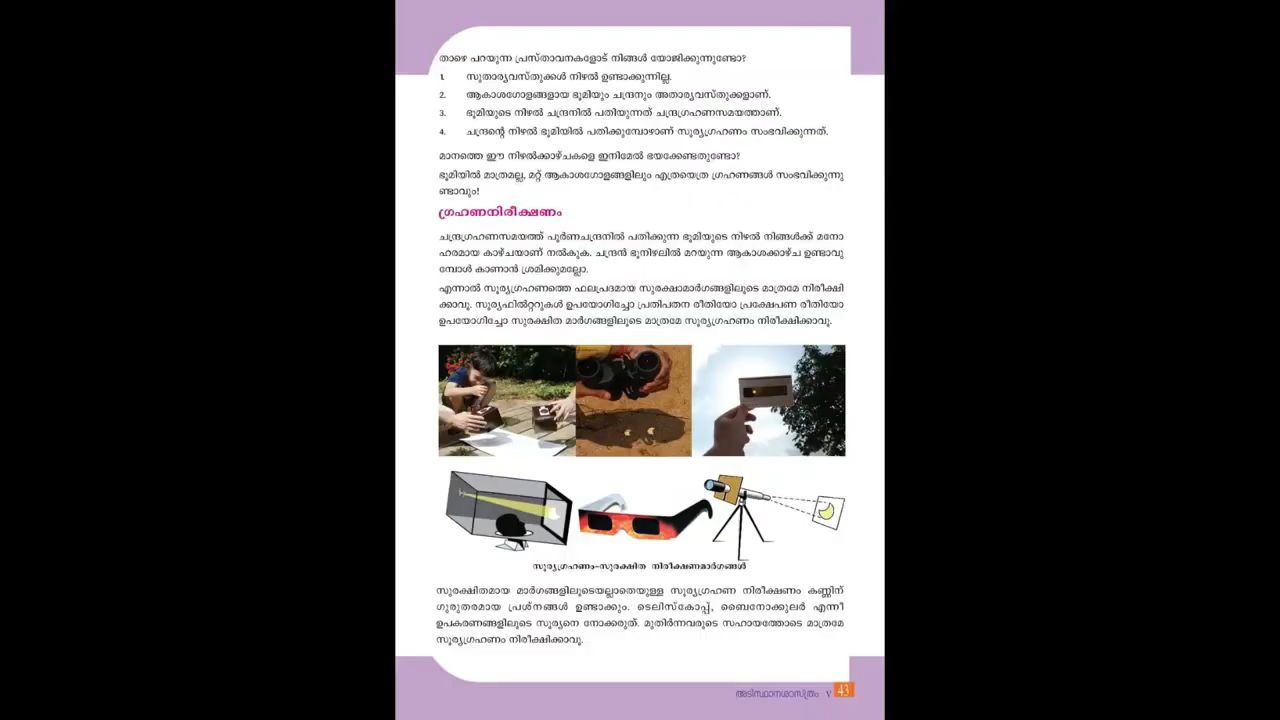 താഴെ പറയുന്ന പ്രസ്താവനകളോട് നിങ്ങൾ യോജിക്കുന്നുണ്ടോ?
1. സുതാര്യവസ്തുക്കൾ നിഴൽ ഉണ്ടാക്കുന്നില്ല.
2. ആകാശഗോളങ്ങളായ ഭൂമിയും ചന്ദ്രനും അതാര്യവസ്തുക്കളാണ്.
3. ഭൂമിയുടെ നിഴൽ ചന്ദ്രനിൽ പതിയുന്നത് ചന്ദ്രഗ്രഹണസമയത്താണ്.
4. ചന്ദ്രന്റെ നിഴൽ ഭൂമിയിൽ പതിക്കുമ്പോഴാണ് സൂര്യഗ്രഹണം സംഭവിക്കുന്നത്.
മാനത്തെ ഈ നിഴൽക്കാഴ്ചകളെ ഇനിമേൽ ഭയക്കേണ്ടതുണ്ടോ?
ഭൂമിയിൽ മാത്രമല്ല, മറ്റ് ആകാശഗോളങ്ങളിലും എത്രയെത്ര ഗ്രഹണങ്ങൾ സംഭവിക്കുന്നു
ണ്ടാവും!
ഗ്രഹണനിരീക്ഷണം
ചന്ദ്രഗ്രഹണസമയത്ത് പൂർണചന്ദ്രനിൽ പതിക്കുന്ന ഭൂമിയുടെ നിഴൽ നിങ്ങൾക്ക് മനോ
ഹരമായ കാഴ്ചയാണ് നൽകുക. ചന്ദ്രൻ ഭൂനിഴലിൽ മറയുന്ന ആകാശക്കാഴ്ച ഉണ്ടാവു
മ്പോൾ കാണാൻ ശ്രമിക്കുമല്ലോ.
എന്നാൽ സൂര്യഗ്രഹണത്തെ ഫലപ്രദമായ സുരക്ഷാമാർഗങ്ങളിലൂടെ മാത്രമേ നിരീക്ഷി
ക്കാവൂ. സൂര്യഫിൽറ്ററുകൾ ഉപയോഗിച്ചോ പ്രതിപതന രീതിയോ പ്രക്ഷേപണ രീതിയോ
ഉപയോഗിച്ചോ സുരക്ഷിത മാർഗങ്ങളിലൂടെ മാത്രമേ സൂര്യഗ്രഹണം നിരീക്ഷിക്കാവൂ.
സൂര്യഗ്രഹണം-സുരക്ഷിത നിരീക്ഷണമാർഗങ്ങൾ
സുരക്ഷിതമായ മാർഗങ്ങളിലൂടെയല്ലാതെയുള്ള സൂര്യഗ്രഹണ നിരീക്ഷണം കണ്ണിന്
ഗുരുതരമായ പ്രശ്നങ്ങൾ ഉണ്ടാക്കും. ടെലിസ്കോപ്പ്, ബൈനോക്കുലർ എന്നീ
ഉപകരണങ്ങളിലൂടെ സൂര്യനെ നോക്കരുത്. മുതിർന്നവരുടെ സഹായത്തോടെ മാത്രമേ
സൂര്യഗ്രഹണം നിരീക്ഷിക്കാവൂ.
അടിസ്ഥാനശാസ്ത്രം V 43